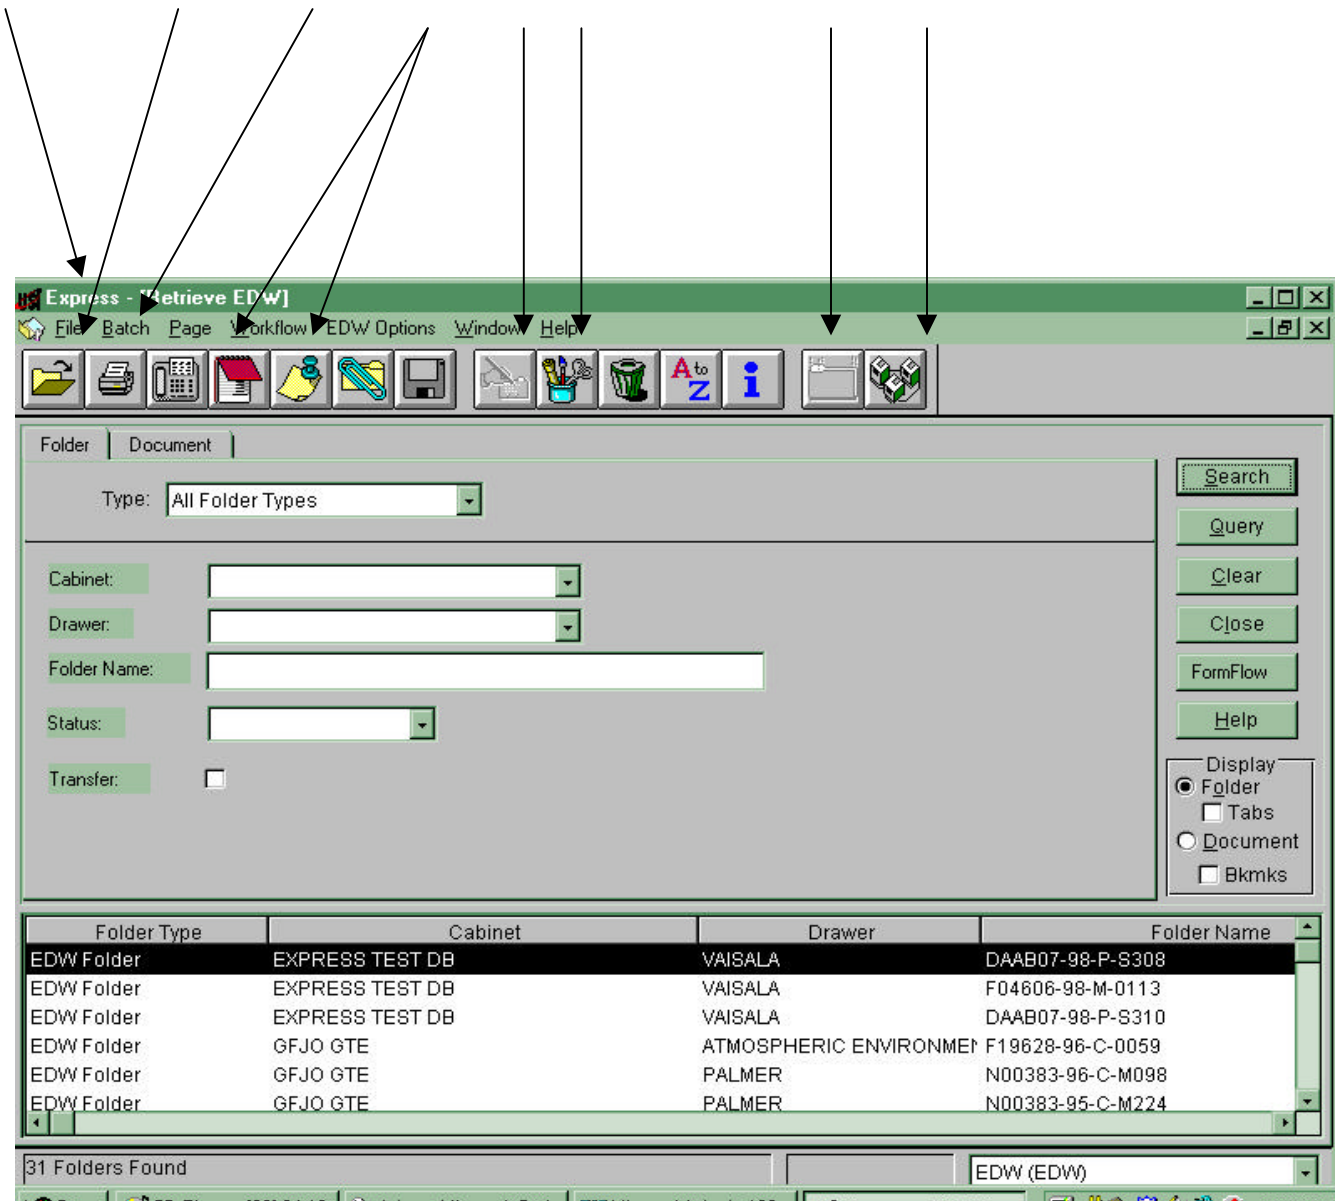 Express - [Retrieve EDW]
File Batch Page Workflow EDW Options Window Help
A to Z i
Folder Document
Type: All Folder Types
Cabinet:
Drawer:
Folder Name:
Status:
Transfer:
Search
Query
Clear
Close
FormFlow
Help
Display
Folder
Tabs
Document
Bkmks
Folder Type Cabinet Drawer Folder Name
EDW Folder EXPRESS TEST DB VAISALA DAAB07-98-P-S308
EDW Folder EXPRESS TEST DB VAISALA F04606-98-M-0113
EDW Folder EXPRESS TEST DB VAISALA DAAB07-98-P-S310
EDW Folder GFJO GTE ATMOSPHERIC ENVIRONMEN F19628-96-C-0059
EDW Folder GFJO GTE PALMER N00383-96-C-M098
EDW Folder GFJO GTE PALMER N00383-95-C-M224
31 Folders Found EDW (EDW)